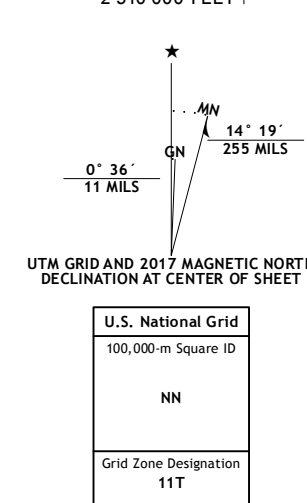 2 510 000 FEET
★
MN
GN
14° 19´
255 MILS
0° 36´
11 MILS
UTM GRID AND 2017 MAGNETIC NORTH
DECLINATION AT CENTER OF SHEET
U.S. National Grid
100,000-m Square ID
NN
Grid Zone Designation
11T